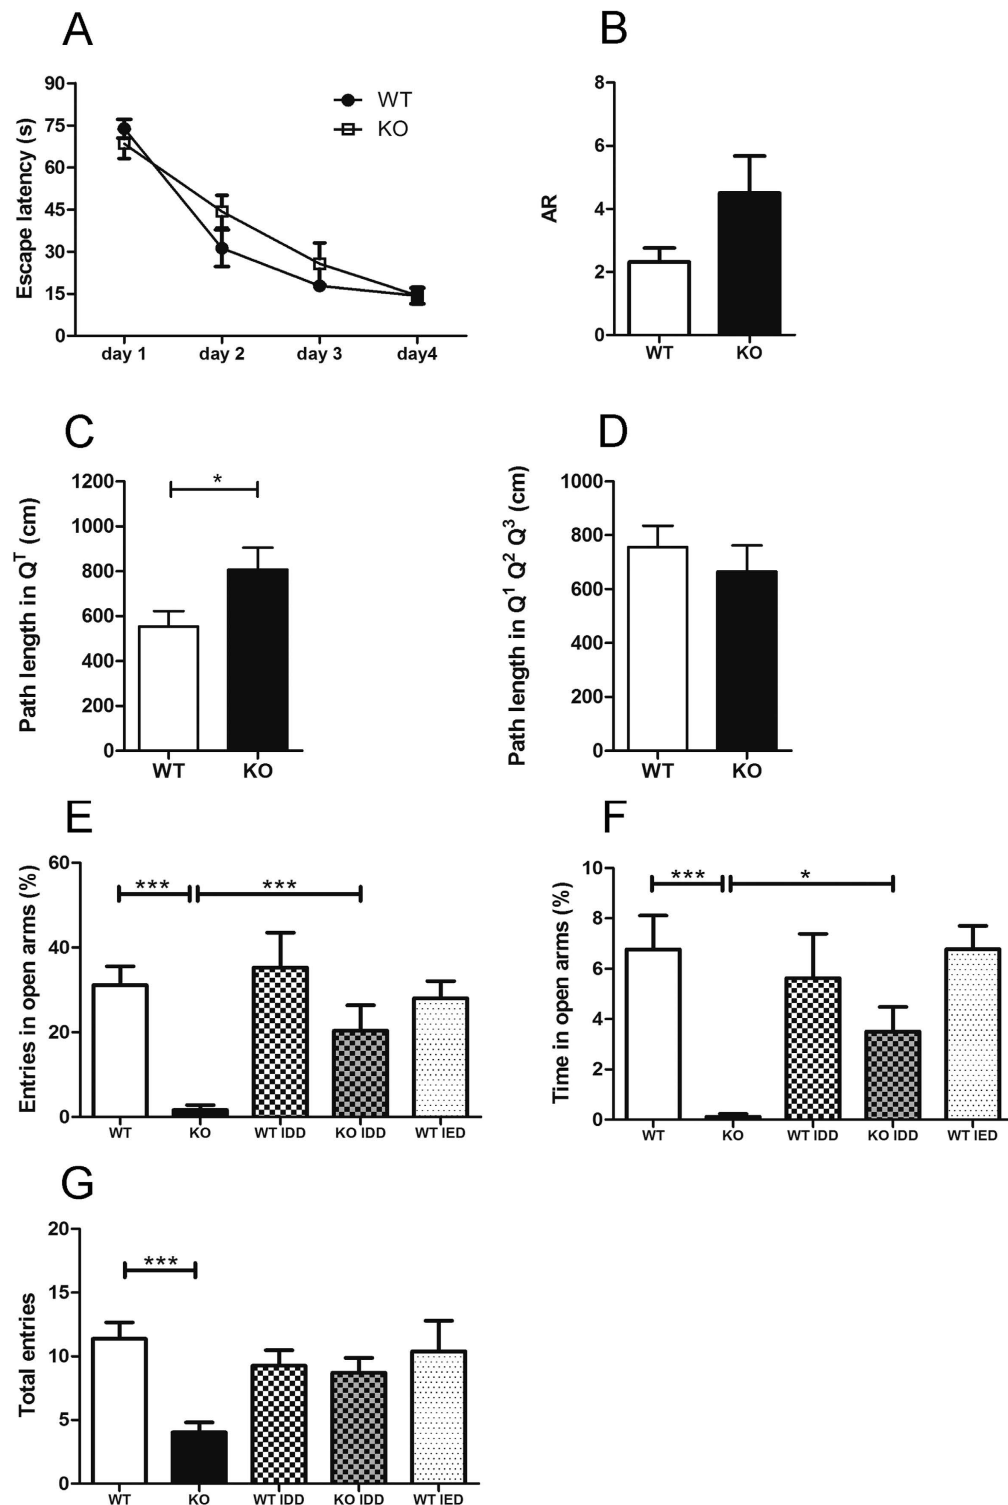 A
Escape latency (s)
90
75
60
45
30
15
0
WT
KO
day 1 day 2 day 3 day4
B
AR
8
6
4
2
0
WT KO
C
Path length in Qᵀ (cm)
1200
1000
800
600
400
200
0
*
WT KO
D
Path length in Q¹ Q² Q³ (cm)
1000
800
600
400
200
0
WT KO
E
Entries in open arms (%)
60
40
20
0
*** ***
WT KO WT IDD KO IDD WT IED
F
Time in open arms (%)
10
8
6
4
2
0
*** *
WT KO WT IDD KO IDD WT IED
G
Total entries
20
15
10
5
0
***
WT KO WT IDD KO IDD WT IED